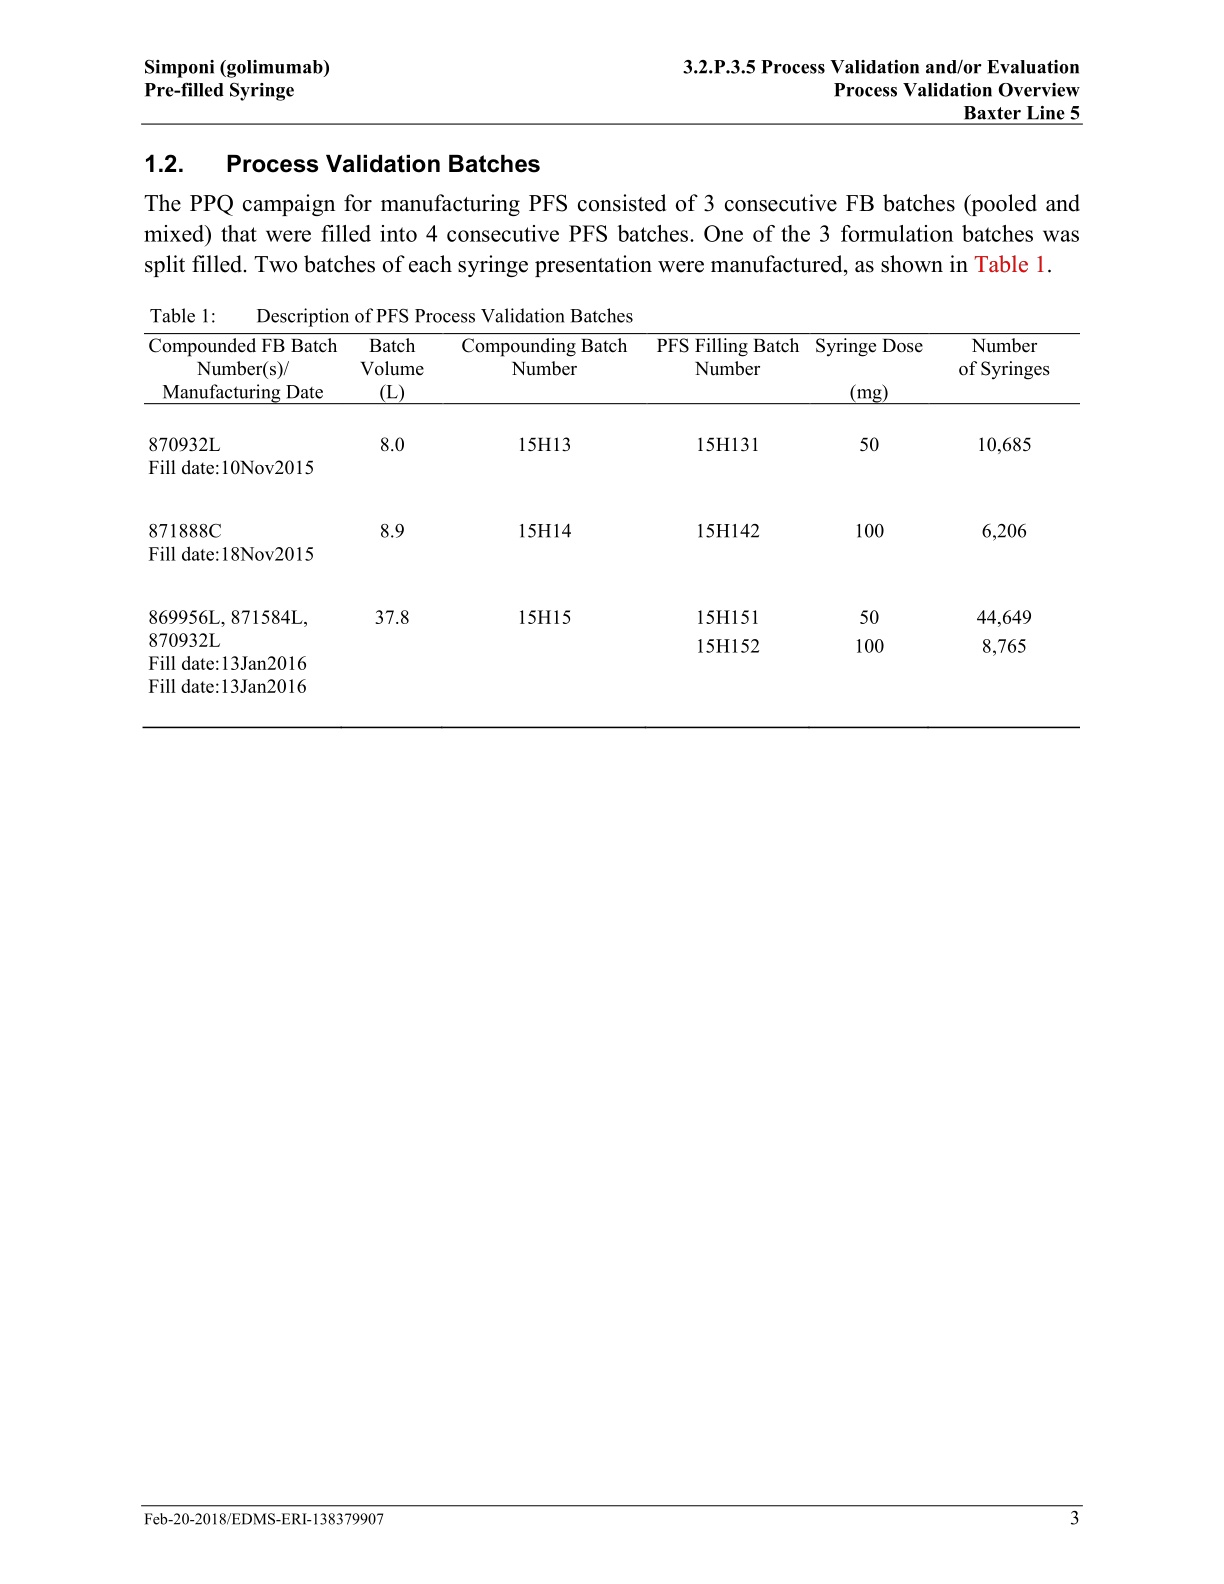 Simponi (golimumab) 3.2.P.3.5 Process Validation and/or Evaluation
Pre-filled Syringe Process Validation Overview
Baxter Line 5
1.2. Process Validation Batches
The PPQ campaign for manufacturing PFS consisted of 3 consecutive FB batches (pooled and
mixed) that were filled into 4 consecutive PFS batches. One of the 3 formulation batches was
split filled. Two batches of each syringe presentation were manufactured, as shown in Table 1.
Table 1: Description of PFS Process Validation Batches
Compounded FB Batch Batch Compounding Batch PFS Filling Batch Syringe Dose Number
Number(s)/ Volume Number Number of Syringes
Manufacturing Date (L) (mg)
870932L 8.0 15H13 15H131 50 10,685
Fill date:10Nov2015
871888C 8.9 15H14 15H142 100 6,206
Fill date:18Nov2015
869956L, 871584L, 37.8 15H15 15H151 50 44,649
870932L 15H152 100 8,765
Fill date:13Jan2016
Fill date:13Jan2016
Feb-20-2018/EDMS-ERI-138379907 3